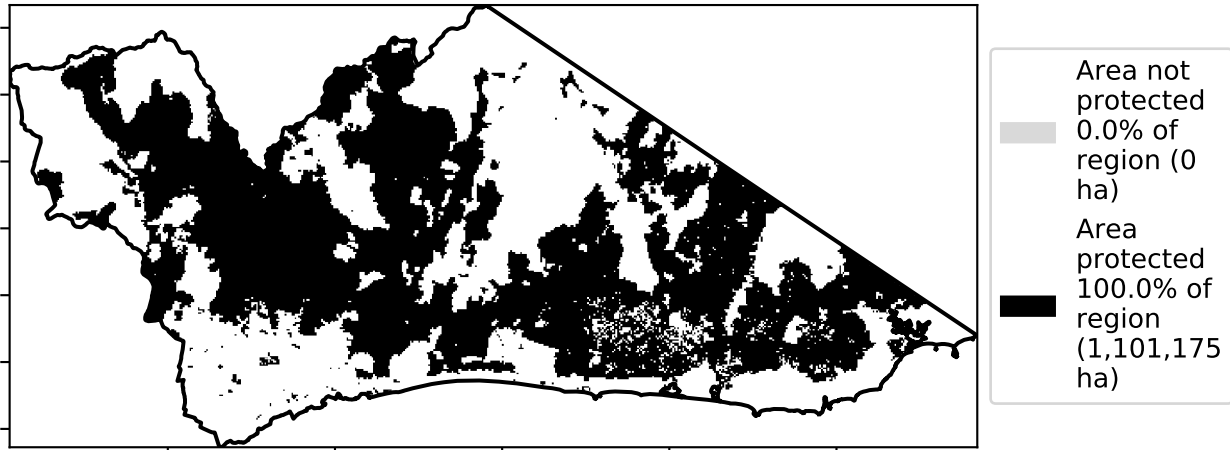 Area not
protected
0.0% of
region (0
ha)
Area
protected
100.0% of
region
(1,101,175
ha)